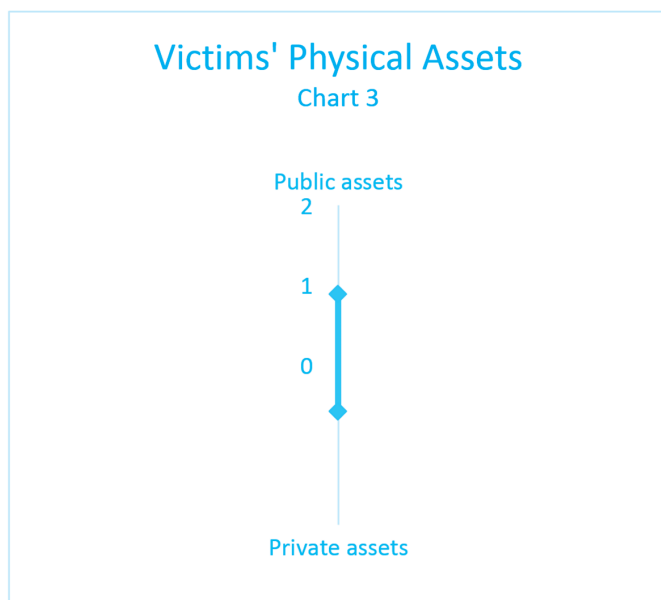 Victims' Physical Assets
Chart 3
Public assets
2
1
0
Private assets